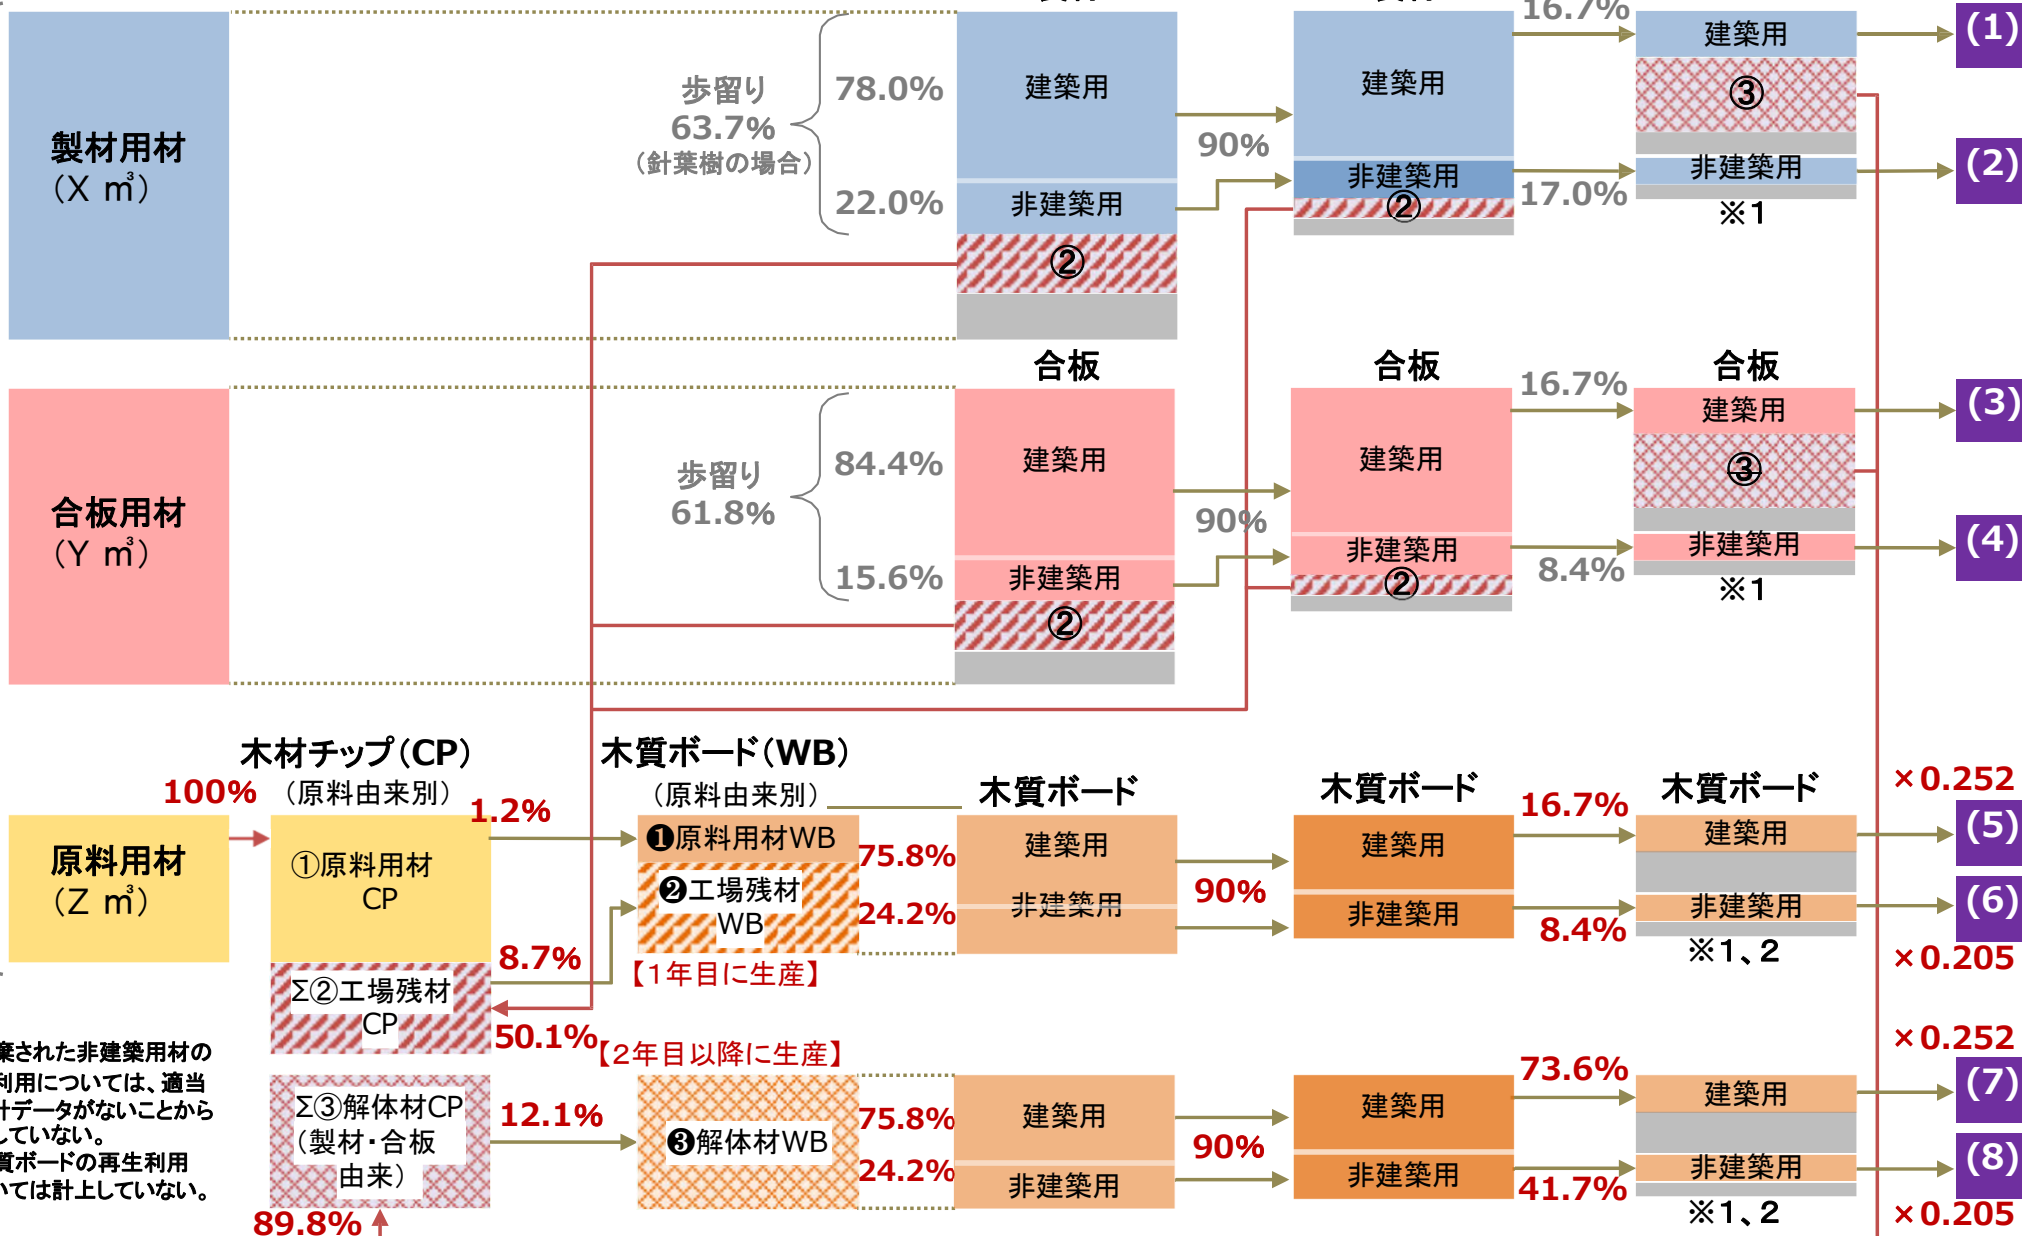 16.7%
建築用
(1)
建築用
建築用
歩留り
78.0%
③
63.7%
製材用材
(針葉樹の場合)
90%
(X ㎥)
非建築用
非建築用
(2)
22.0%
非建築用
17.0%
②
※1
②
合板
合板
合板
16.7%
(3)
建築用
84.4%
建築用
建築用
歩留り
③
61.8%
合板用材
90%
(Y ㎥)
非建築用
非建築用
(4)
15.6%
非建築用
8.4%
②
※1
②
木材チップ(CP)
木質ボード(WB)
100%
(原料由来別)
(原料由来別)
木質ボード
木質ボード
木質ボード
×0.252
1.2%
16.7%
(5)
❶原料用材WB
建築用
建築用
建築用
原料用材
①原料用材
CP
75.8%
(Z ㎥)
❷工場残材
WB
90%
24.2%
非建築用
非建築用
非建築用
(6)
8.4%
8.7%
※1、2
×0.205
【1年目に生産】
Σ②工場残材
CP
50.1%
【2年目以降に生産】
×0.252
棄された非建築用材の
利用については、適当
計データがないことから
していない。
質ボードの再生利用
いては計上していない。
73.6%
(7)
Σ③解体材CP
(製材・合板
由来)
12.1%
建築用
建築用
建築用
75.8%
❸解体材WB
90%
24.2%
非建築用
非建築用
非建築用
(8)
41.7%
89.8%
※1、2
×0.205